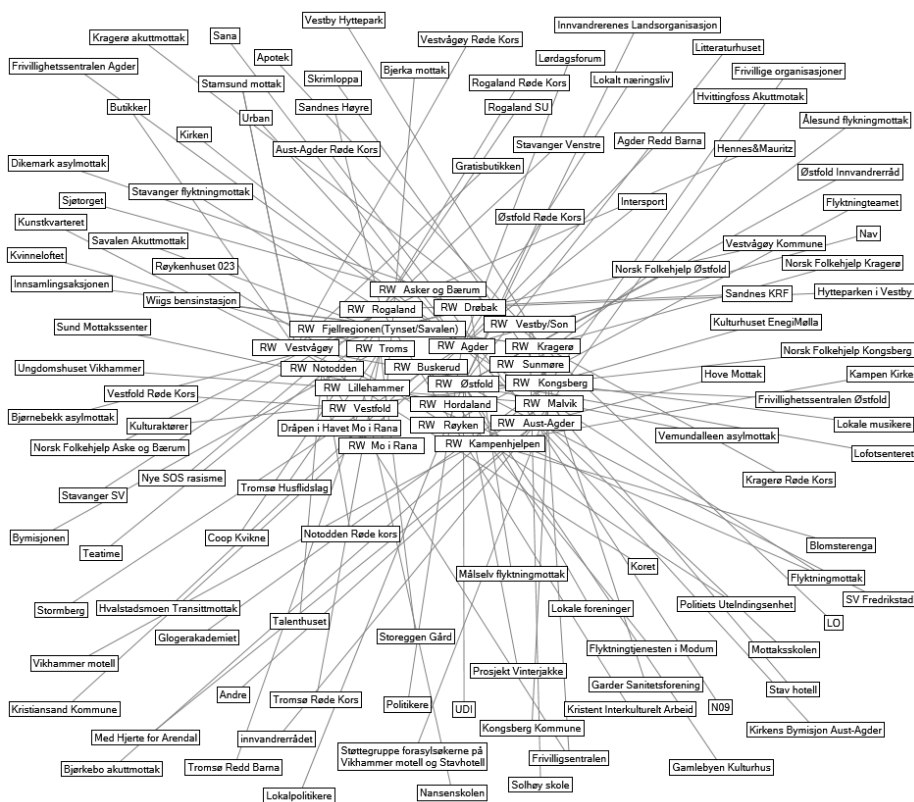 Vestby Hyttepark
Innvandrerenes Landsorganisasjon
Kragerø akuttmottak
Sana
Vestvågøy Røde Kors
Litteraturhuset
Apotek
Lørdagsforum
Frivillighetssentralen Agder
Bjerka mottak
Frivillige organisasjoner
Stamsund mottak
Skrimloppa
Rogaland Røde Kors
Lokalt næringsliv
Hvittingfoss Akuttmotak
Butikker
Sandnes Høyre
Rogaland SU
Urban
Ålesund flykningmottak
Kirken
Aust-Agder Røde Kors
Stavanger Venstre
Agder Redd Barna
Hennes&Mauritz
Dikemark asylmottak
Gratisbutikken
Østfold Innvandrerråd
Stavanger flyktningmottak
Sjøtorget
Intersport
Flyktningteamet
Kunstkvarteret
Østfold Røde Kors
Savalen Akuttmottak
Vestvågøy Kommune
Nav
Kvinneloftet
Røykenhuset 023
Norsk Folkehjelp Østfold
Norsk Folkehjelp Kragerø
Innsamlingsaksjonen
RW Asker og Bærum
Wiigs bensinstasjon
RW Rogaland
RW Drøbak
Sandnes KRF
Hytteparken i Vestby
Sund Mottakssenter
RW Fjellregionen(Tynset/Savalen)
RW Vestby/Son
Kulturhuset EnegiMølla
RW Vestvågøy
RW Troms
RW Agder
RW Kragerø
Norsk Folkehjelp Kongsberg
Ungdomshuset Vikhammer
RW Notodden
RW Buskerud
RW Sunmøre
Hove Mottak
Kampen Kirke
Vestfold Røde Kors
RW Lillehammer
RW Østfold
RW Kongsberg
Frivillighetssentralen Østfold
Bjørnebekk asylmottak
RW Vestfold
RW Hordaland
RW Malvik
Kulturaktører
Dråpen i Havet Mo i Rana
RW Røyken
RW Aust-Agder
Lokale musikere
Norsk Folkehjelp Aske og Bærum
RW Mo i Rana
RW Kampenhjelpen
Vemundalleen asylmottak
Lofotsenteret
Nye SOS rasisme
Kragerø Røde Kors
Stavanger SV
Tromsø Husflidslag
Bymisjonen
Coop Kvikne
Notodden Røde kors
Blomsterenga
Teatime
Målselv flyktningmottak
Koret
Flyktningmottak
Stormberg
Hvalstadsmoen Transittmottak
Lokale foreninger
Politiets Utelndingsenhet
SV Fredrikstad
Glogerakademiet
Talenthuset
Storeggen Gård
LO
Flyktningtjenesten i Modum
Mottaksskolen
Vikhammer motell
Prosjekt Vinterjakke
Garder Sanitetsforening
Stav hotell
Andre
Tromsø Røde Kors
Politikere
Kristiansand Kommune
UDI
Kristent Interkulturelt Arbeid
N09
Med Hjerte for Arendal
innvandrerrådet
Kongsberg Kommune
Kirkens Bymisjon Aust-Agder
Bjørkebo akuttmottak
Tromsø Redd Barna
Støttegruppe forasylsøkerne på
Vikhammer motell og Stavhotell
Frivilligsentralen
Gamlebyen Kulturhus
Lokalpolitikere
Nansenskolen
Solhøy skole